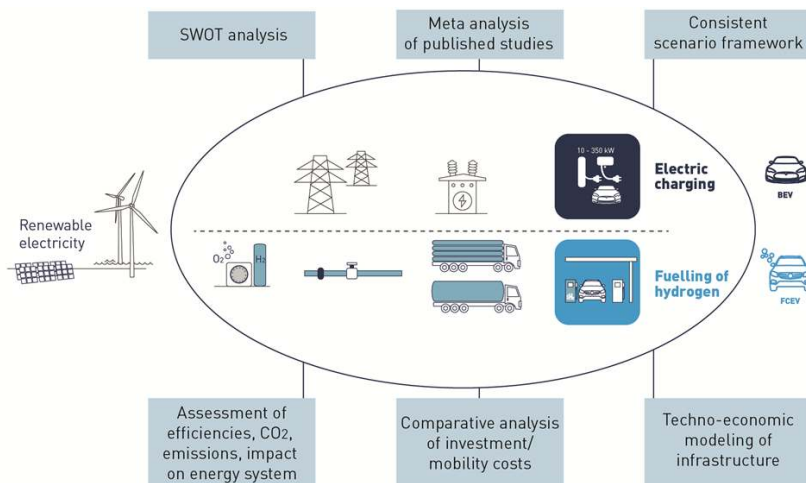 SWOT analysis
Meta analysis
of published studies
Consistent
scenario framework
10 - 350 kW
Electric
charging
BEV
Renewable
electricity
O₂
H₂
Fuelling of
hydrogen
FCEV
Assessment of
efficiencies, CO2,
emissions, impact
on energy system
Comparative analysis
of investment/
mobility costs
Techno-economic
modeling of
infrastructure